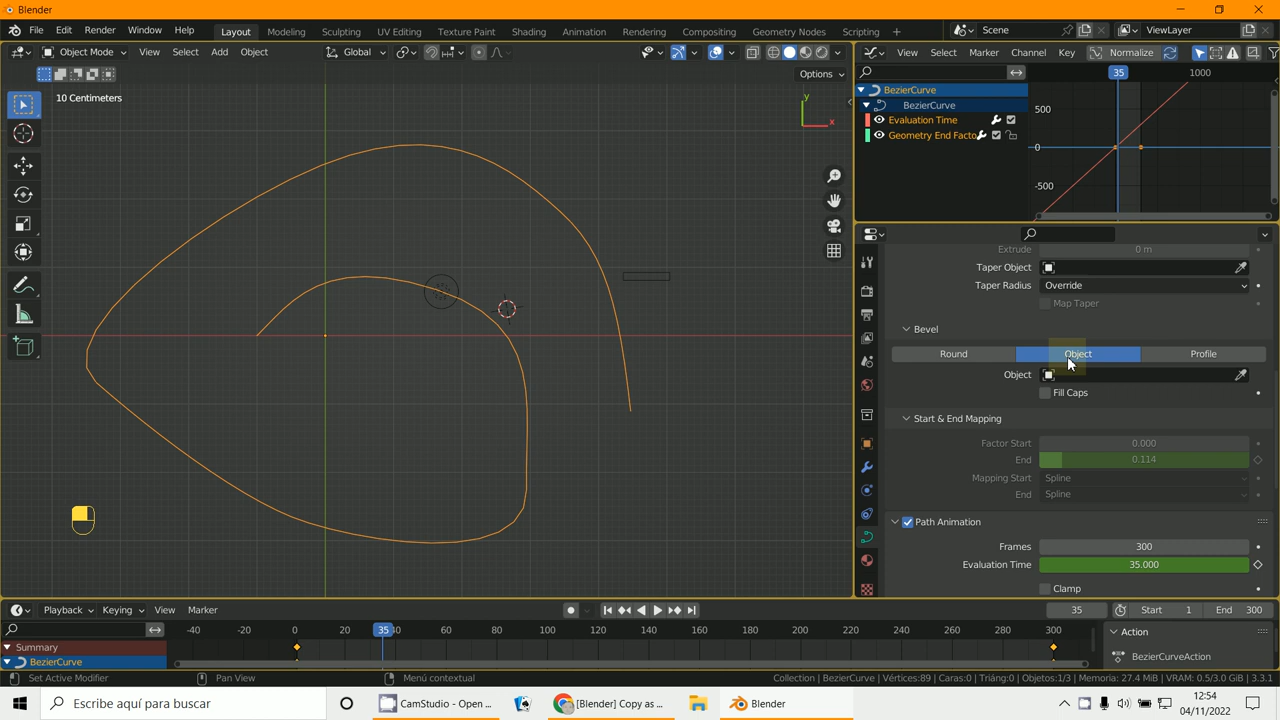 Blender
File Edit Render Window Help Layout Modeling Sculpting UV Editing Texture Paint Shading Animation Rendering Compositing Geometry Nodes Scripting + Scene ViewLayer
Object Mode View Select Add Object Global View Select Marker Channel Key Normalize
Options
10 Centimeters
y
x
35 1000
500
0
-500
BezierCurve
BezierCurve
Evaluation Time
Geometry End Facto
Extrude 0 m
Taper Object
Taper Radius Override
Map Taper
Bevel
Round Object Profile
Object
Fill Caps
Start & End Mapping
Factor Start 0.000
End 0.114
Mapping Start Spline
End Spline
Path Animation
Frames 300
Evaluation Time 35.000
Clamp
Playback Keying View Marker 35 Start 1 End 300
-40 -20 0 20 35 40 60 80 100 120 140 160 180 200 220 240 260 280 300
Action
Summary
BezierCurve
BezierCurveAction
Set Active Modifier Pan View Menú contextual Collection | BezierCurve | Vértices:89 | Caras:0 | Triáng:0 | Objetos:1/3 | Memoria: 27.4 MiB | VRAM: 0.5/3.0 GiB | 3.3.1
Escribe aquí para buscar CamStudio - Open ... [Blender] Copy as ... Blender
12:54
04/11/2022